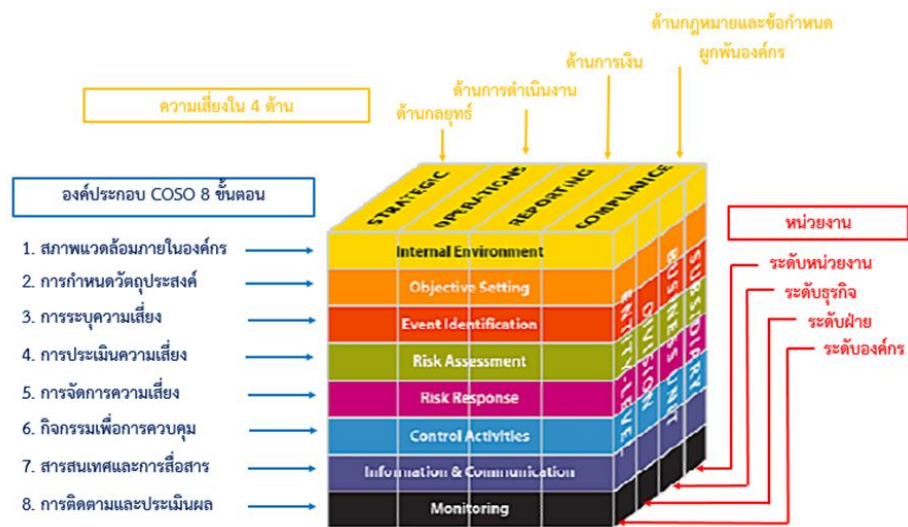 ด้านกฎหมายและข้อกำหนด
ผูกพันองค์กร
ด้านการเงิน
ด้านการดำเนินงาน
ด้านกลยุทธ์
ความเสี่ยงใน 4 ด้าน
องค์ประกอบ COSO 8 ขั้นตอน
1. สภาพแวดล้อมภายในองค์กร
2. การกำหนดวัตถุประสงค์
3. การระบุความเสี่ยง
4. การประเมินความเสี่ยง
5. การจัดการความเสี่ยง
6. กิจกรรมเพื่อการควบคุม
7. สารสนเทศและการสื่อสาร
8. การติดตามและประเมินผล
STRATEGIC
OPERATIONS
REPORTING
COMPLIANCE
Internal Environment
Objective Setting
Event Identification
Risk Assessment
Risk Response
Control Activities
Information & Communication
Monitoring
ENTITY-LEVEL
DIVISION
BUSINESS UNIT
SUBSIDIARY
หน่วยงาน
ระดับหน่วยงาน
ระดับธุรกิจ
ระดับฝ่าย
ระดับองค์กร